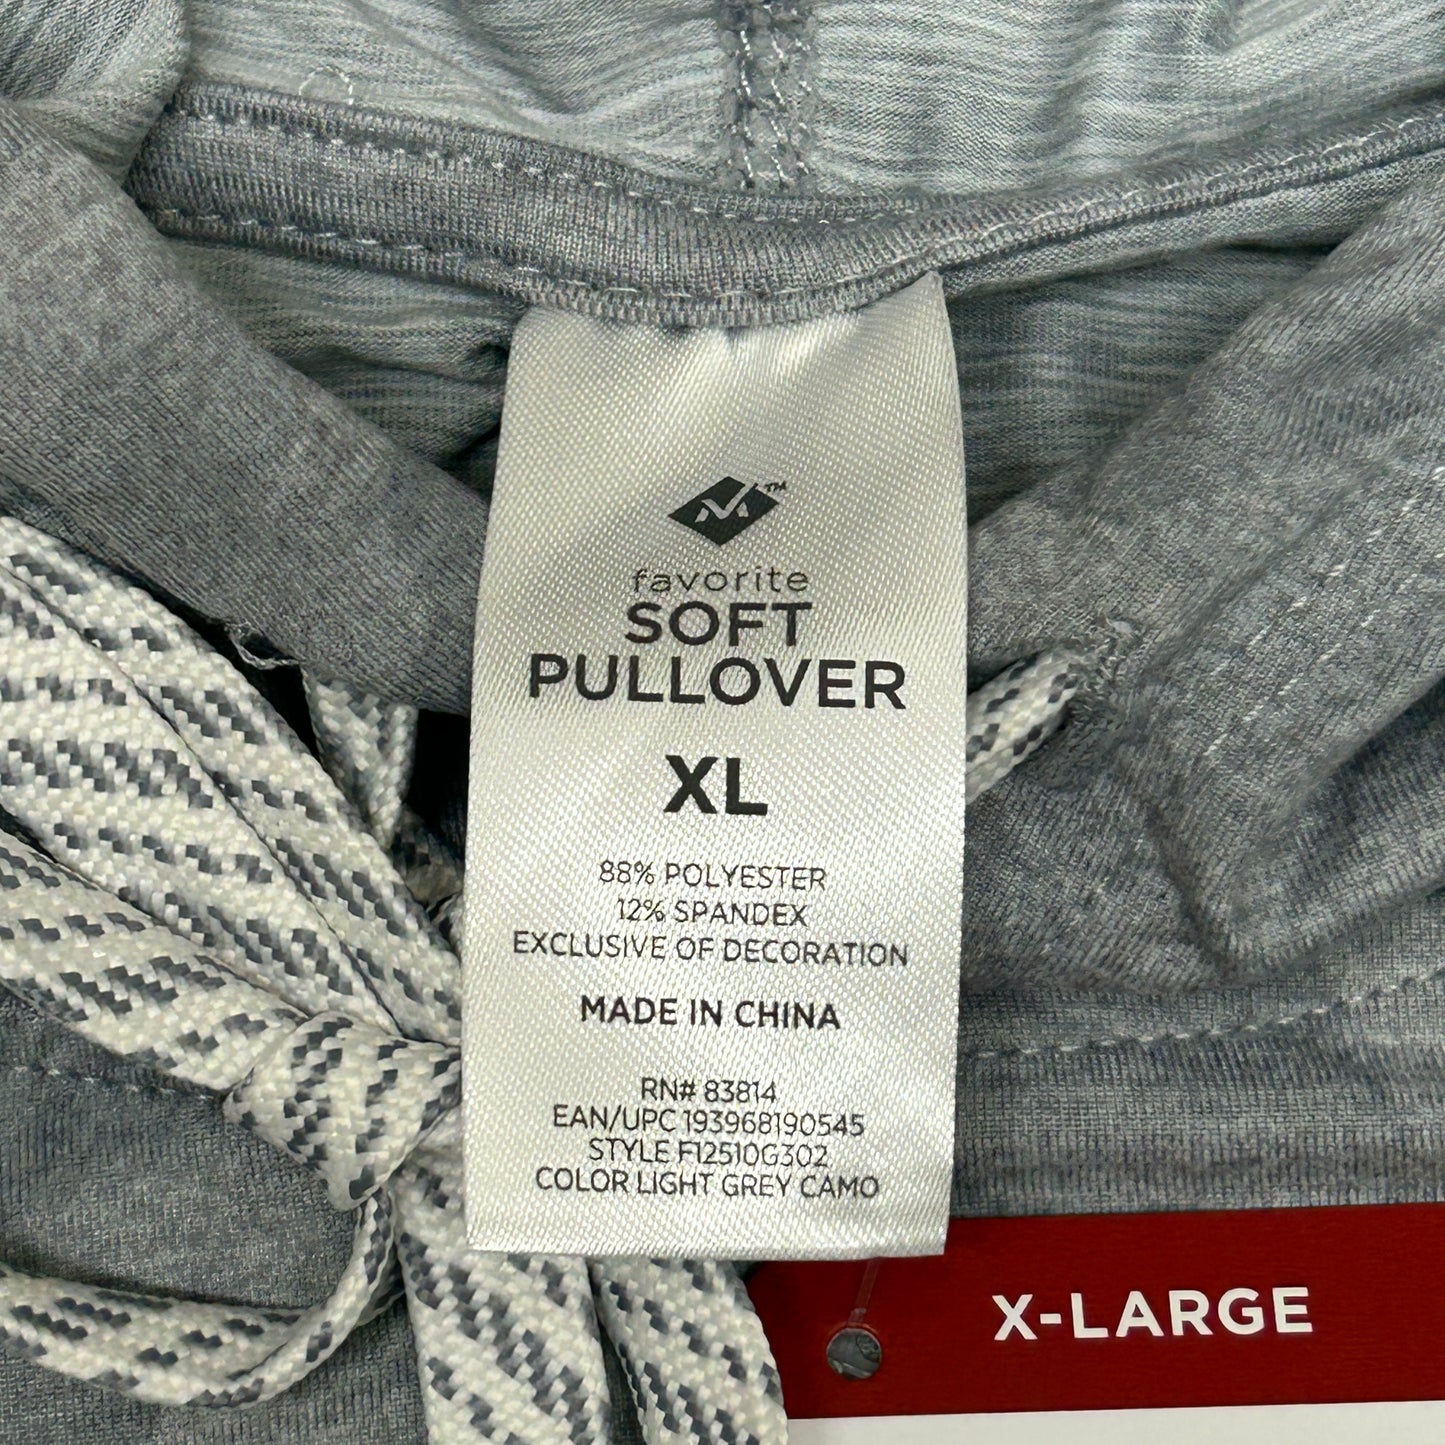 TM
favorite
SOFT
PULLOVER
XL
88% POLYESTER
12% SPANDEX
EXCLUSIVE OF DECORATION
MADE IN CHINA
RN# 83814
EAN/UPC 193968190545
STYLE F12510G302
COLOR LIGHT GREY CAMO
X-LARGE